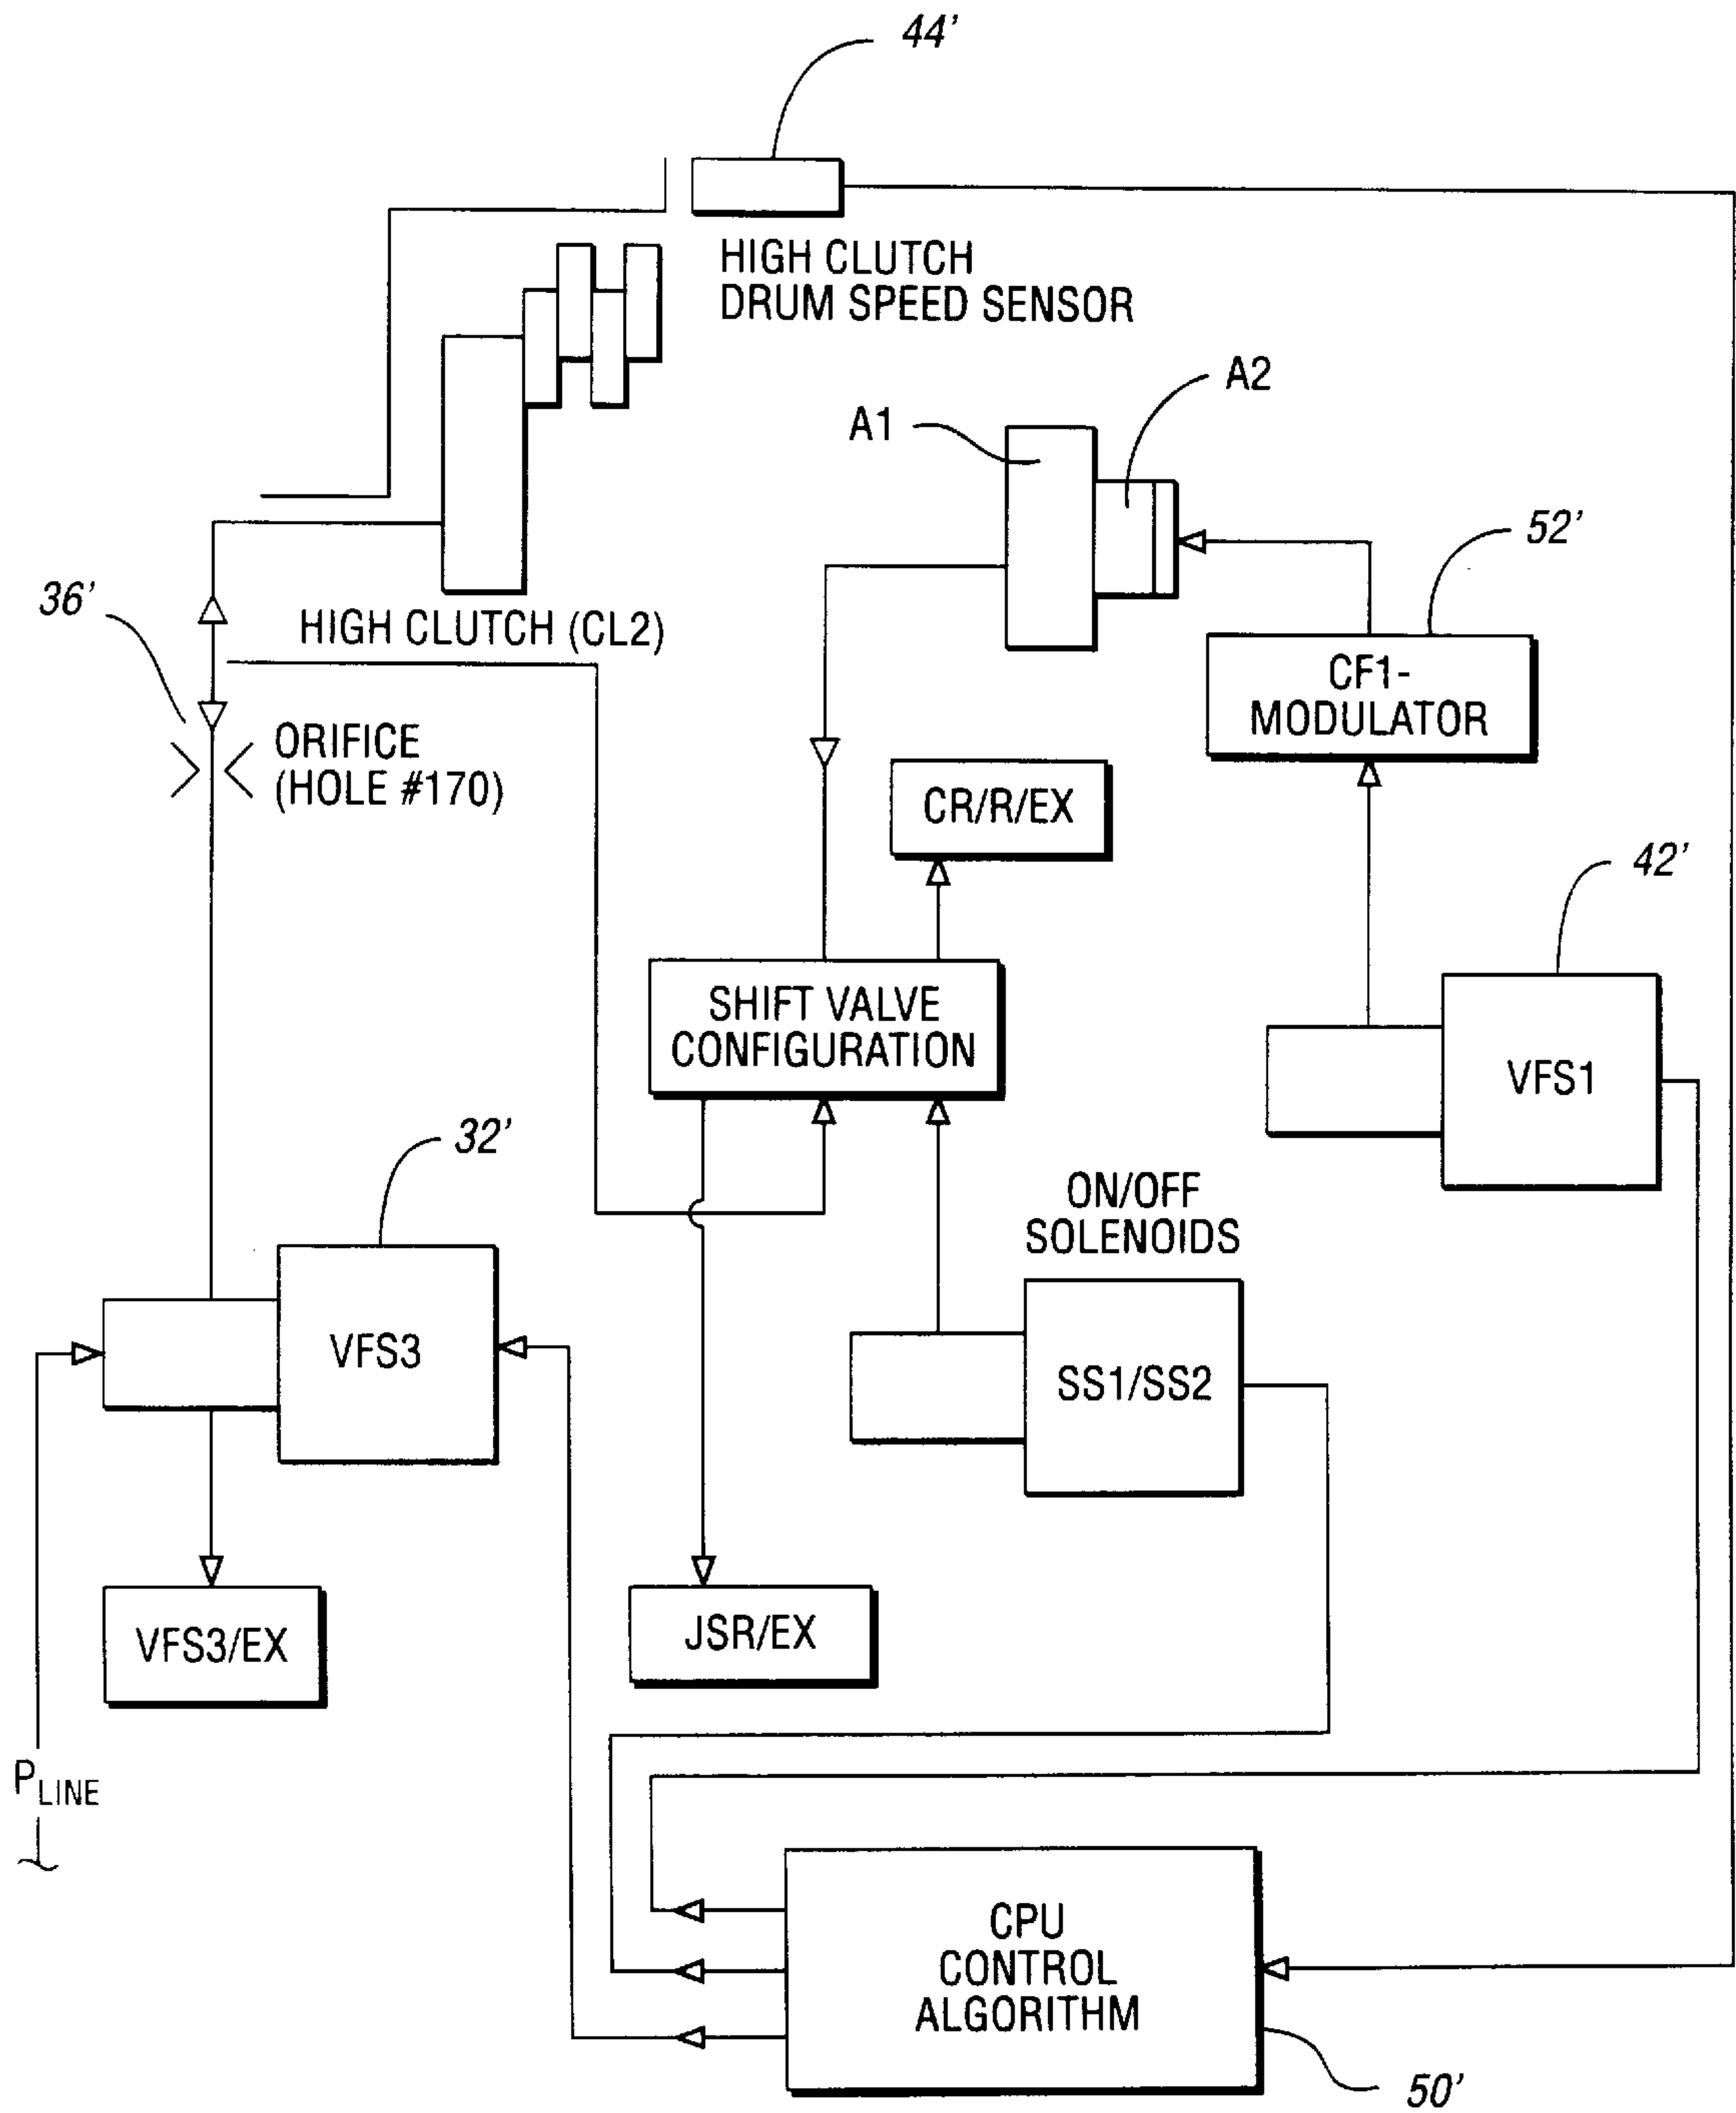 44’
HIGH CLUTCH
DRUM SPEED SENSOR
A2
A1
52’
36’
HIGH CLUTCH (CL2)
CF1-
MODULATOR
ORIFICE
(HOLE #170)
CR/R/EX
42’
SHIFT VALVE
CONFIGURATION
VFS1
32’
ON/OFF
SOLENOIDS
VFS3
SS1/SS2
VFS3/EX
JSR/EX
PLINE
CPU
CONTROL
ALGORITHM
50’